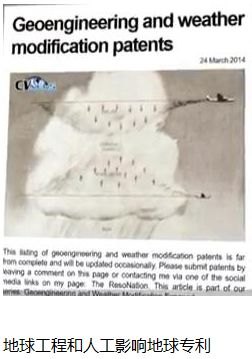 Geoengineering and weather
modification patents
24 March 2014
CV
This listing of geoengineering and weather modification patents is far
from complete and will be updated occasionally. Please submit patents by
eaving a comment on this page or contacting me via one of the social
media links on my page: The ResoNation. This article is part of our
series: Geoengineering and Weather Modification
地球工程和人工影响地球专利